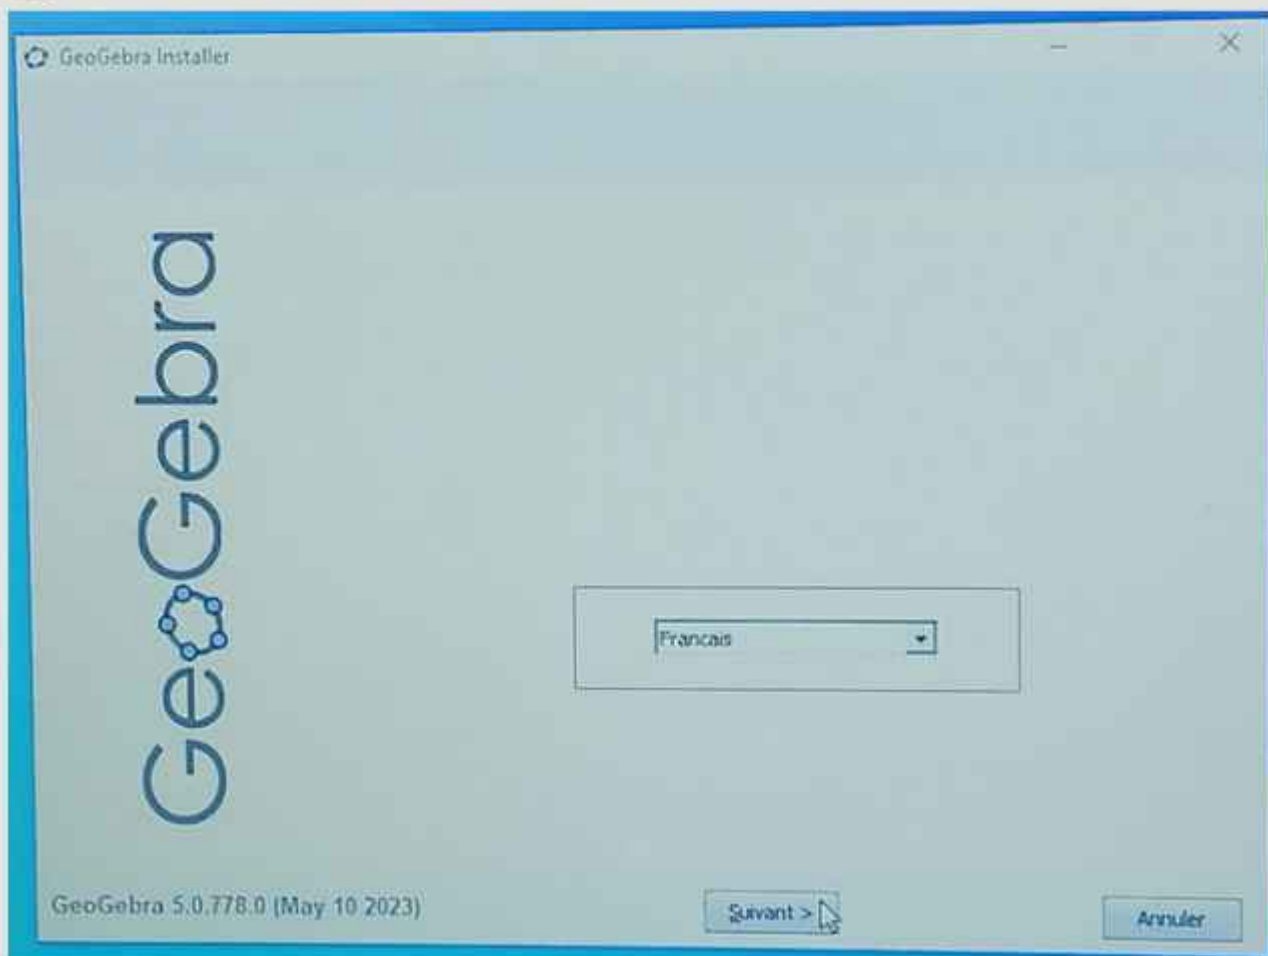 GeoGebra Installer
GeoGebra
Francais
GeoGebra 5.0.778.0 (May 10 2023)
Suivant >
Annuler